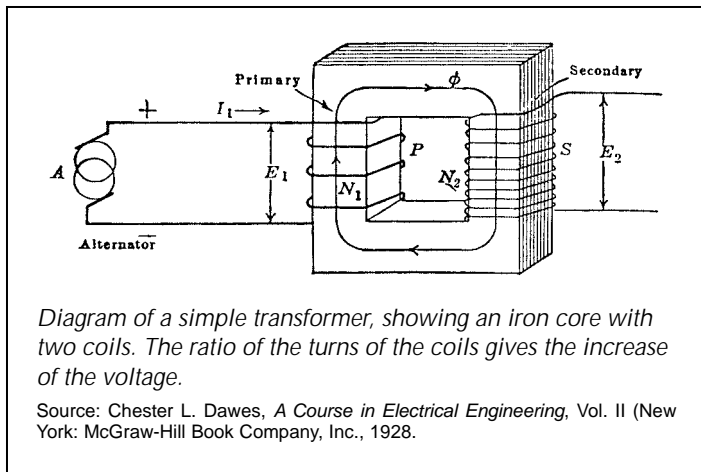 Primary
ϕ
Secondary
+
I₁
A
E₁
N₁
P
N₂
S
E₂
Alternator
−
Diagram of a simple transformer, showing an iron core with
two coils. The ratio of the turns of the coils gives the increase
of the voltage.
Source: Chester L. Dawes, A Course in Electrical Engineering, Vol. II (New
York: McGraw-Hill Book Company, Inc., 1928.